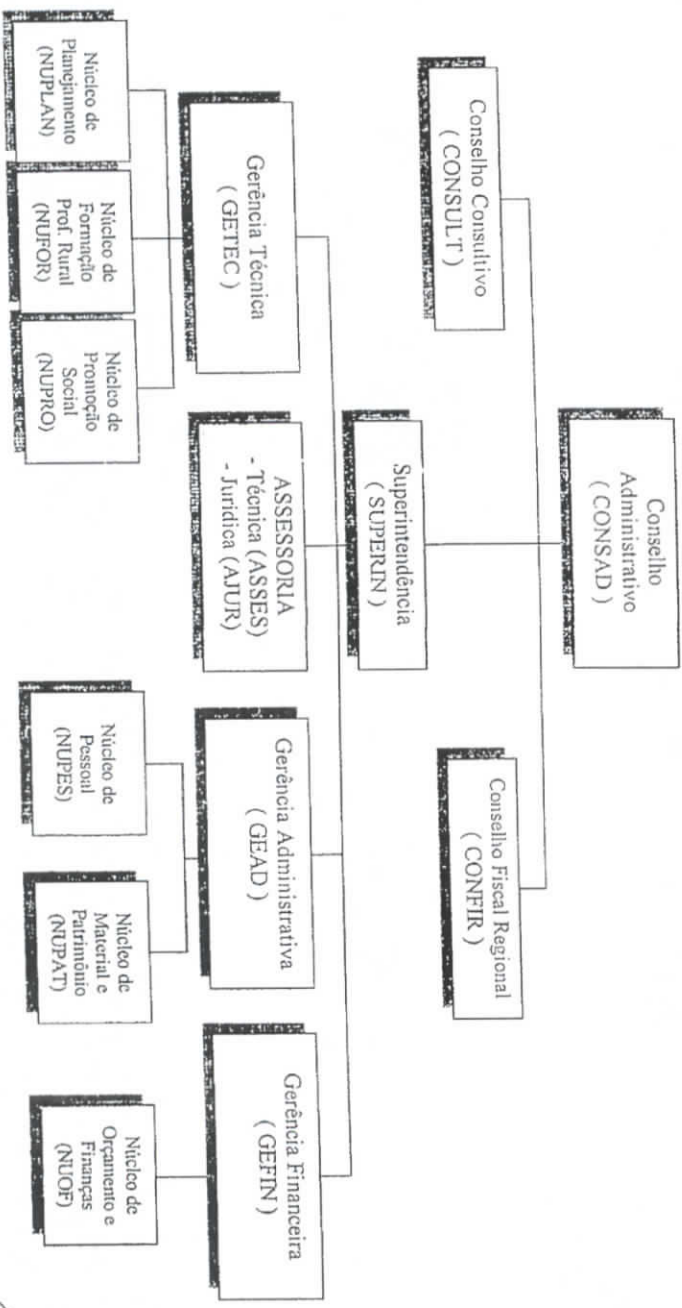 Conselho
Administrativo
( CONSAD )
Conselho Consultivo
( CONSULT )
Conselho Fiscal Regional
( CONFIR )
Superintendência
( SUPERIN )
Gerência Técnica
( GETEC )
ASSESSORIA
- Técnica (ASSES)
- Juridica (AJUR)
Gerência Administrativa
( GEAD )
Gerência Financeira
( GEFIN )
Núcleo de
Planejamento
(NUPLAN)
Núcleo de
Formação
Prof. Rural
(NUFOR)
Núcleo de
Promoção
Social
(NUPRO)
Núcleo de
Pessoal
(NUPES)
Núcleo de
Material e
Patrimônio
(NUPAT)
Núcleo de
Orçamento e
Finanças
(NUOF)